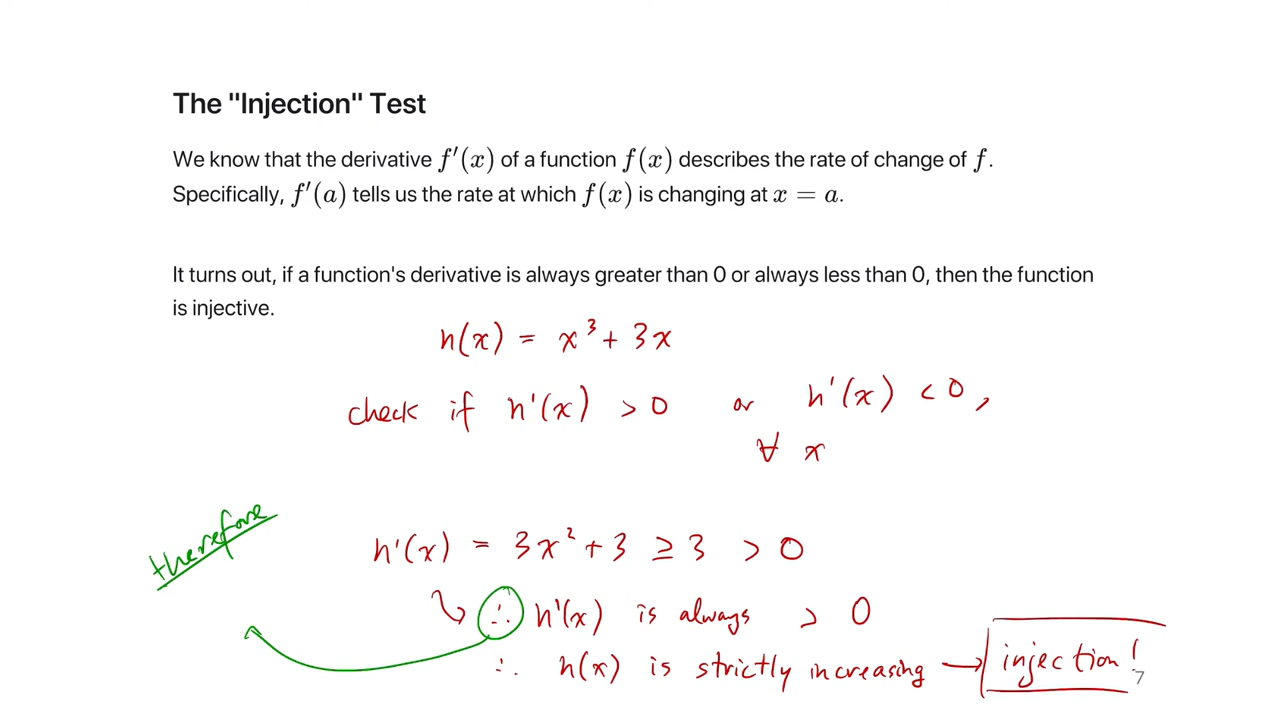 The "Injection" Test
We know that the derivative f′(x) of a function f(x) describes the rate of change of f.
Specifically, f′(a) tells us the rate at which f(x) is changing at x = a.
It turns out, if a function's derivative is always greater than 0 or always less than 0, then the function
is injective.
h(x) = x³ + 3x
check if h'(x) > 0 or h'(x) < 0,
∀ x
therefore
h'(x) = 3x² + 3 ≥ 3 > 0
∴ h'(x) is always > 0
∴ h(x) is strictly increasing → injection!
7